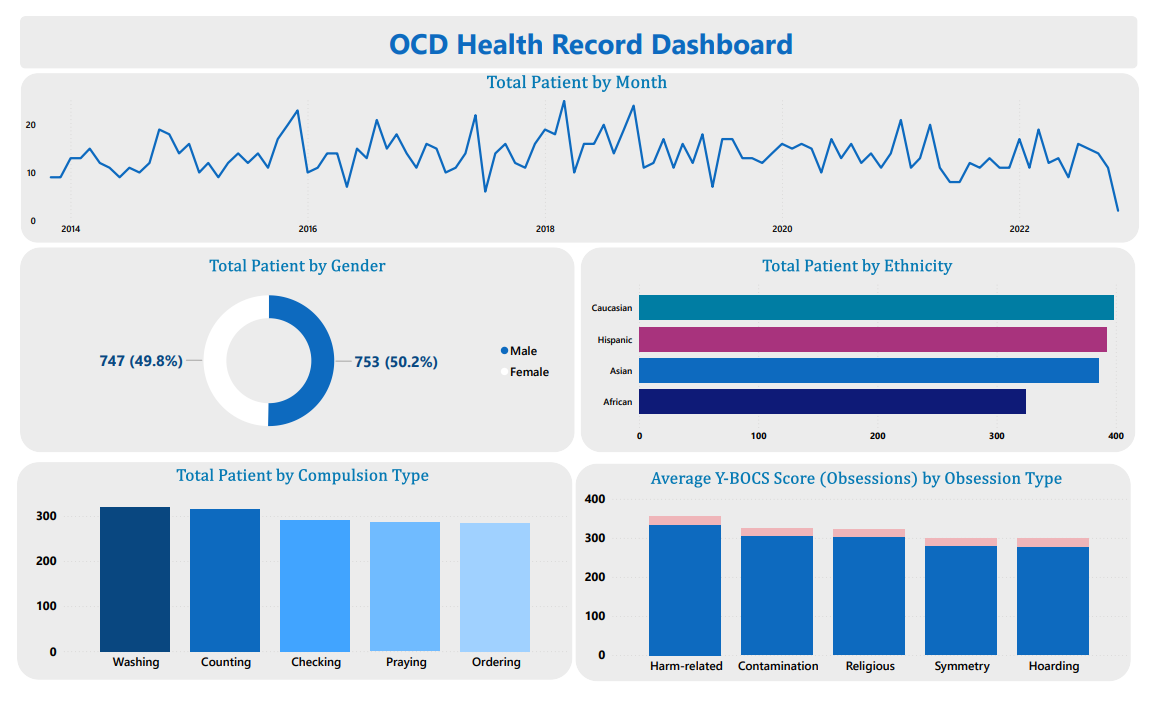 OCD Health Record Dashboard
Total Patient by Month
20
10
0
2014 2016 2018 2020 2022
Total Patient by Gender
747 (49.8%)
753 (50.2%)
Male
Female
Total Patient by Ethnicity
Caucasian
Hispanic
Asian
African
0 100 200 300 400
Total Patient by Compulsion Type
300
200
100
0
Washing Counting Checking Praying Ordering
Average Y-BOCS Score (Obsessions) by Obsession Type
400
300
200
100
0
Harm-related Contamination Religious Symmetry Hoarding